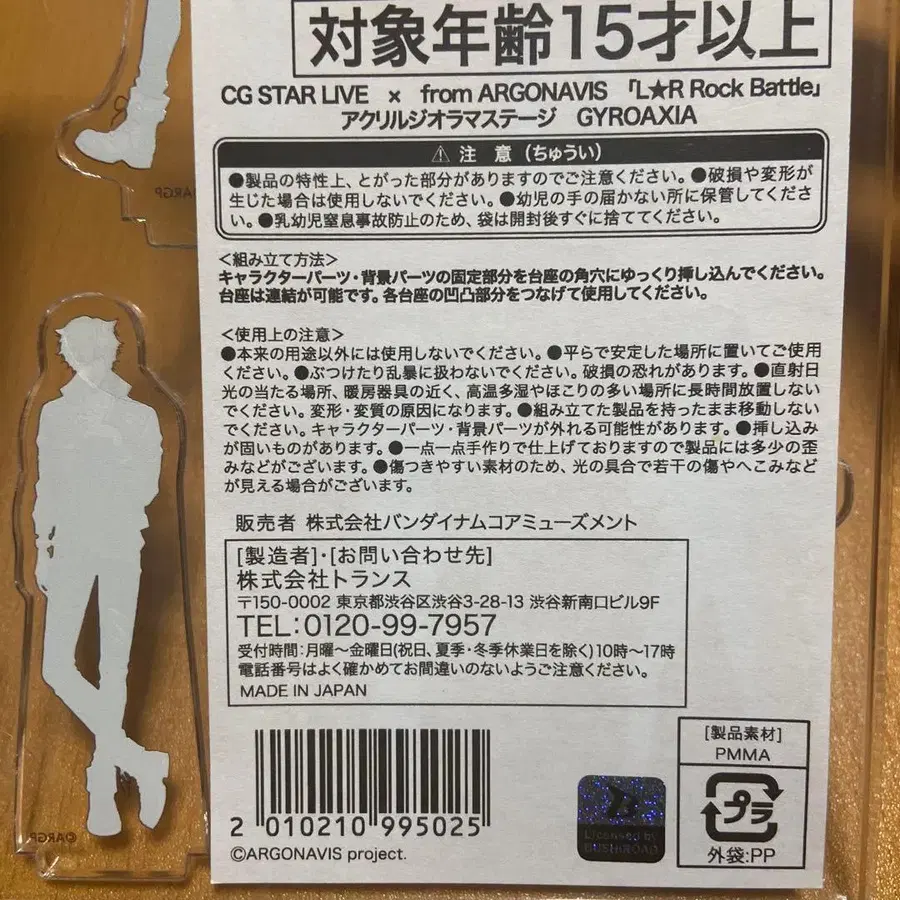 対象年齢15才以上
CG STAR LIVE × from ARGONAVIS 「L★R Rock Battle」
アクリルジオラマステージ GYROAXIA
⚠ 注 意 (ちゅうい)
●製品の特性上、とがった部分がありますのでご注意ください。●破損や変形が
生じた場合は使用しないでください。●幼児の手の届かない所に保管してくださ
い。●乳幼児窒息事故防止のため、袋は開封後すぐに捨ててください。
<組み立て方法>
キャラクターパーツ・背景パーツの固定部分を台座の角穴にゆっくり挿し込んでください。
台座は連結が可能です。各台座の凹凸部分をつなげて使用してください。
<使用上の注意>
●本来の用途以外には使用しないでください。●平らで安定した場所に置いてご使用
ください。●ぶつけたり乱暴に扱わないでください。破損の恐れがあります。●直射日
光の当たる場所、暖房器具の近く、高温多湿やほこりの多い場所に長時間放置しな
いでください。変形・変質の原因になります。●組み立てた製品を持ったまま移動しない
でください。キャラクターパーツ・背景パーツが外れる可能性があります。●挿し込み
が固いものがあります。●一点一点手作りで仕上げておりますので製品には多少の歪
みなどがございます。●傷つきやすい素材のため、光の具合で若干の傷やへこみなど
が見える場合がございます。
販売者 株式会社バンダイナムコアミューズメント
[製造者]・[お問い合わせ先]
株式会社トランス
〒150-0002 東京都渋谷区渋谷3-28-13 渋谷新南口ビル9F
TEL:0120-99-7957
受付時間:月曜〜金曜日(祝日、夏季・冬季休業日を除く)10時〜17時
電話番号はよく確かめてお間違いのないようご注意ください。
MADE IN JAPAN
[製品素材]
PMMA
プラ
外袋:PP
2 010210 995025
Licensed by
BUSHIROAD
©ARGONAVIS project.
©ARGP
©ARGP